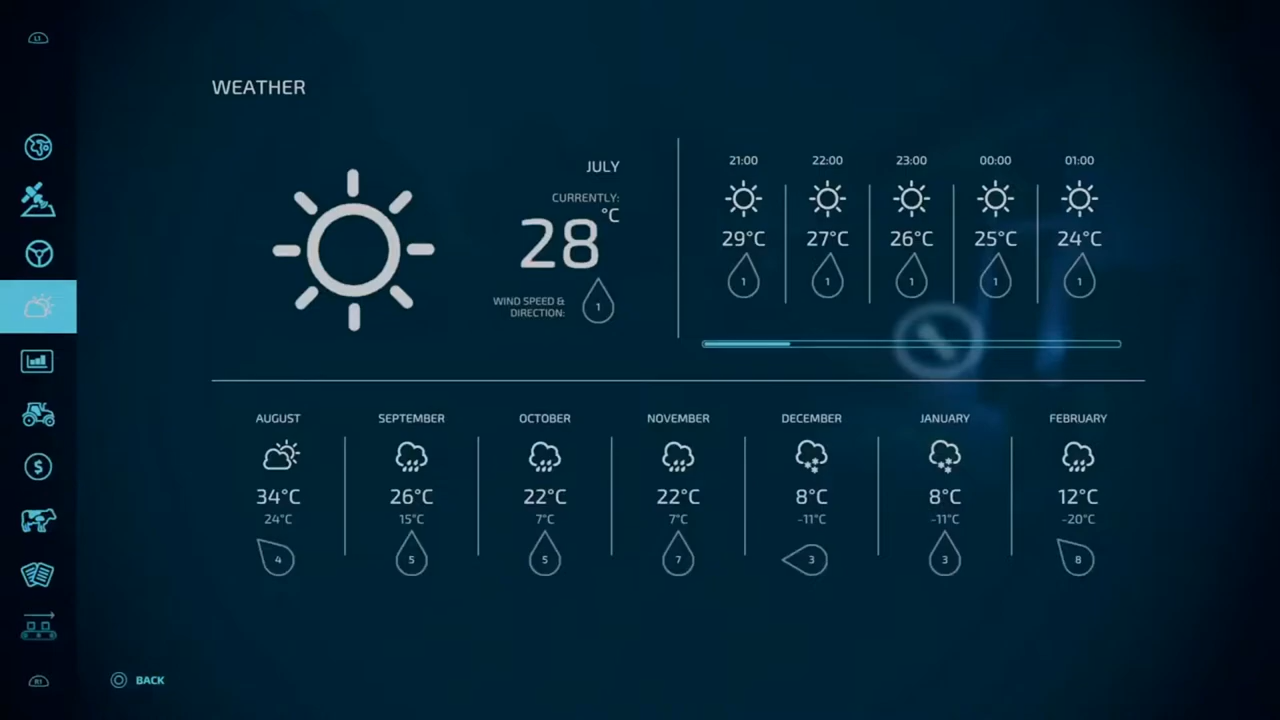 L1
WEATHER
JULY
CURRENTLY:
28 °C
WIND SPEED &
DIRECTION:
1
21:00 22:00 23:00 00:00 01:00
29°C 27°C 26°C 25°C 24°C
1 1 1 1 1
AUGUST SEPTEMBER OCTOBER NOVEMBER DECEMBER JANUARY FEBRUARY
34°C 26°C 22°C 22°C 8°C 8°C 12°C
24°C 15°C 7°C 7°C -11°C -11°C -20°C
4 5 5 7 3 3 8
$
R1
BACK